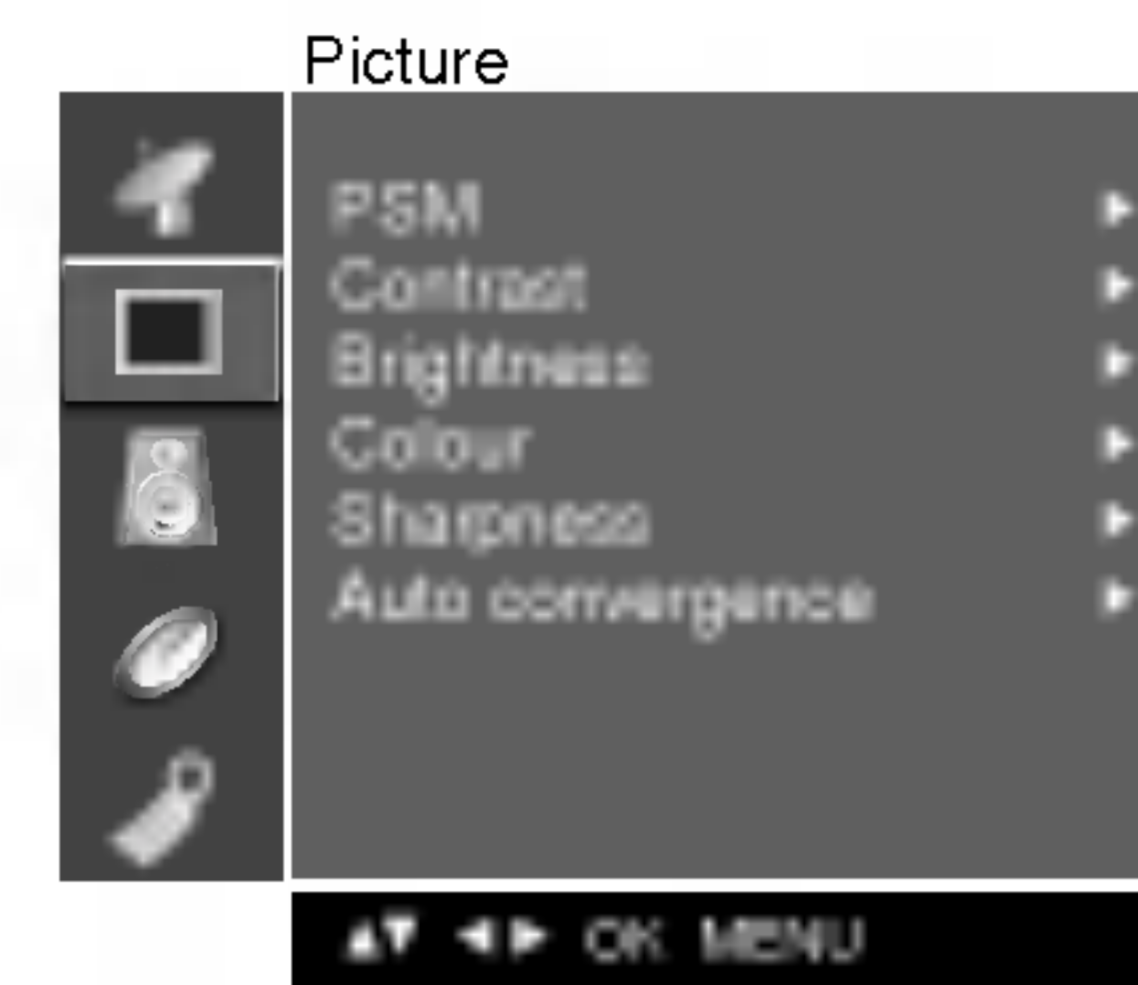 Picture
PSM
Contrast
Brightness
Colour
Sharpness
Auto convergence
▲▼ ◀▶ OK MENU